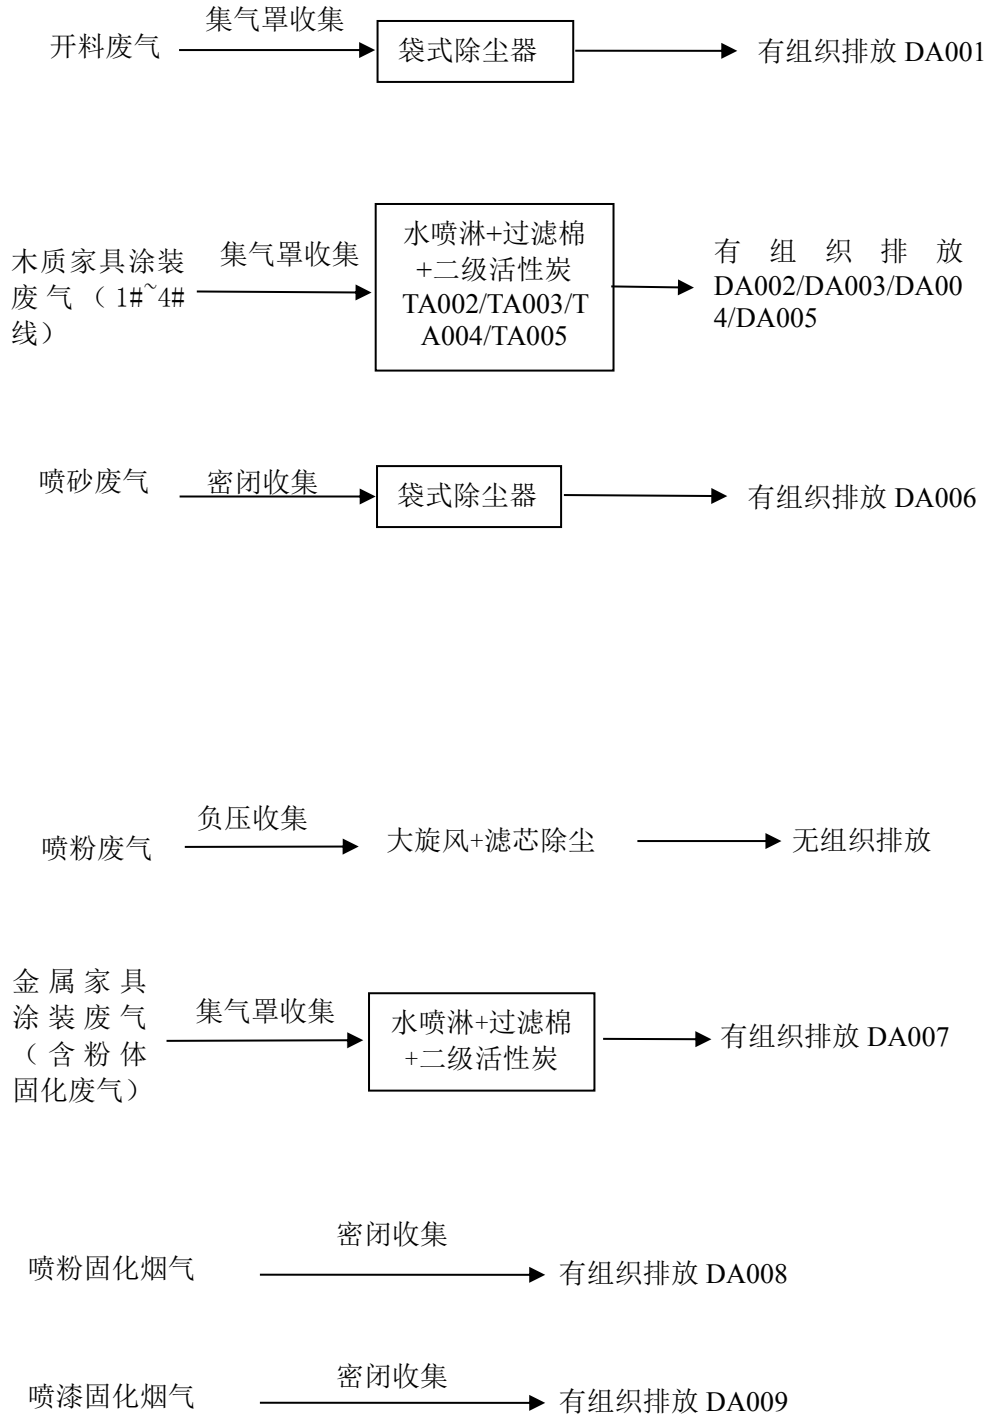 集气罩收集
开料废气
袋式除尘器
有组织排放 DA001
木质家具涂装
废气（1#~4#
线）
集气罩收集
水喷淋+过滤棉
+二级活性炭
TA002/TA003/T
A004/TA005
有组织排放
DA002/DA003/DA00
4/DA005
喷砂废气
密闭收集
袋式除尘器
有组织排放 DA006
喷粉废气
负压收集
大旋风+滤芯除尘
无组织排放
金属家具
涂装废气
（含粉体
固化废气）
集气罩收集
水喷淋+过滤棉
+二级活性炭
有组织排放 DA007
喷粉固化烟气
密闭收集
有组织排放 DA008
喷漆固化烟气
密闭收集
有组织排放 DA009